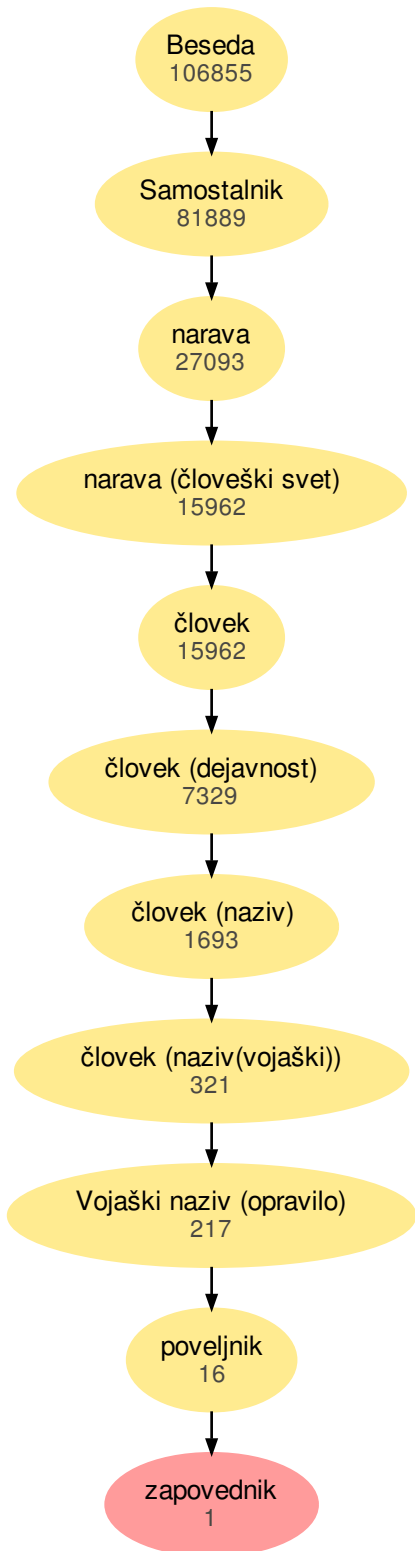 Beseda
106855
Samostalnik
81889
narava
27093
narava (človeški svet)
15962
človek
15962
človek (dejavnost)
7329
človek (naziv)
1693
človek (naziv(vojaški))
321
Vojaški naziv (opravilo)
217
poveljnik
16
zapovednik
1